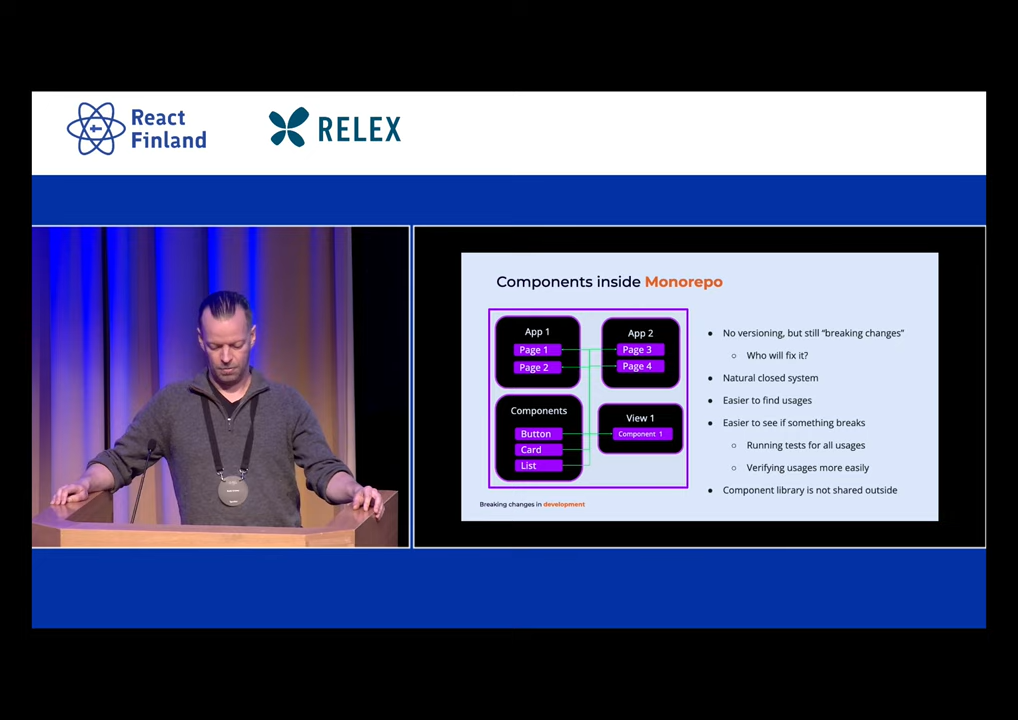 React
Finland
RELEX
Components inside Monorepo
App 1
Page 1
Page 2
App 2
Page 3
Page 4
Components
Button
Card
List
View 1
Component 1
No versioning, but still “breaking changes”
Who will fix it?
Natural closed system
Easier to find usages
Easier to see if something breaks
Running tests for all usages
Verifying usages more easily
Component library is not shared outside
Breaking changes in development